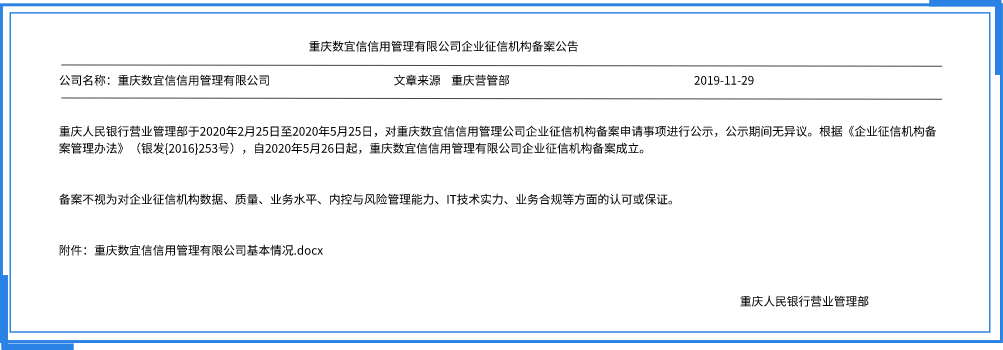 重庆数宜信信用管理有限公司企业征信机构备案公告
公司名称：重庆数宜信信用管理有限公司 文章来源 重庆营管部 2019-11-29
重庆人民银行营业管理部于2020年2月25日至2020年5月25日，对重庆数宜信信用管理公司企业征信机构备案申请事项进行公示，公示期间无异议。根据《企业征信机构备
案管理办法》（银发{2016}253号），自2020年5月26日起，重庆数宜信信用管理有限公司企业征信机构备案成立。
备案不视为对企业征信机构数据、质量、业务水平、内控与风险管理能力、IT技术实力、业务合规等方面的认可或保证。
附件：重庆数宜信信用管理有限公司基本情况.docx
重庆人民银行营业管理部